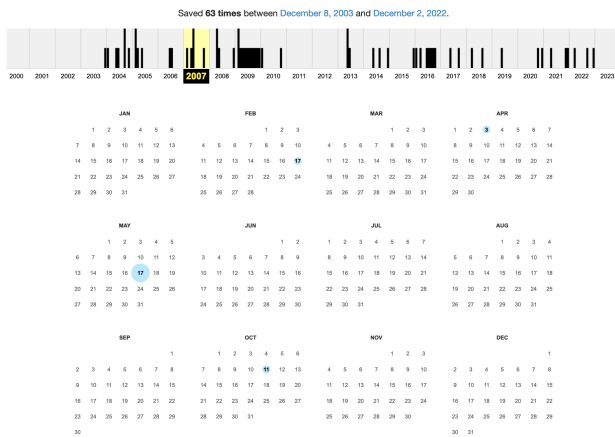 Saved 63 times between December 8, 2003 and December 2, 2022.
2000 2001 2002 2003 2004 2005 2006 2007 2008 2009 2010 2011 2012 2013 2014 2015 2016 2017 2018 2019 2020 2021 2022 2023
JAN
1 2 3 4 5 6
7 8 9 10 11 12 13
14 15 16 17 18 19 20
21 22 23 24 25 26 27
28 29 30 31
FEB
1 2 3
4 5 6 7 8 9 10
11 12 13 14 15 16 17
18 19 20 21 22 23 24
25 26 27 28
MAR
1 2 3
4 5 6 7 8 9 10
11 12 13 14 15 16 17
18 19 20 21 22 23 24
25 26 27 28 29 30 31
APR
1 2 3 4 5 6 7
8 9 10 11 12 13 14
15 16 17 18 19 20 21
22 23 24 25 26 27 28
29 30
MAY
1 2 3 4 5
6 7 8 9 10 11 12
13 14 15 16 17 18 19
20 21 22 23 24 25 26
27 28 29 30 31
JUN
1 2
3 4 5 6 7 8 9
10 11 12 13 14 15 16
17 18 19 20 21 22 23
24 25 26 27 28 29 30
JUL
1 2 3 4 5 6 7
8 9 10 11 12 13 14
15 16 17 18 19 20 21
22 23 24 25 26 27 28
29 30 31
AUG
1 2 3 4
5 6 7 8 9 10 11
12 13 14 15 16 17 18
19 20 21 22 23 24 25
26 27 28 29 30 31
SEP
1
2 3 4 5 6 7 8
9 10 11 12 13 14 15
16 17 18 19 20 21 22
23 24 25 26 27 28 29
30
OCT
1 2 3 4 5 6
7 8 9 10 11 12 13
14 15 16 17 18 19 20
21 22 23 24 25 26 27
28 29 30 31
NOV
1 2 3
4 5 6 7 8 9 10
11 12 13 14 15 16 17
18 19 20 21 22 23 24
25 26 27 28 29 30
DEC
1
2 3 4 5 6 7 8
9 10 11 12 13 14 15
16 17 18 19 20 21 22
23 24 25 26 27 28 29
30 31